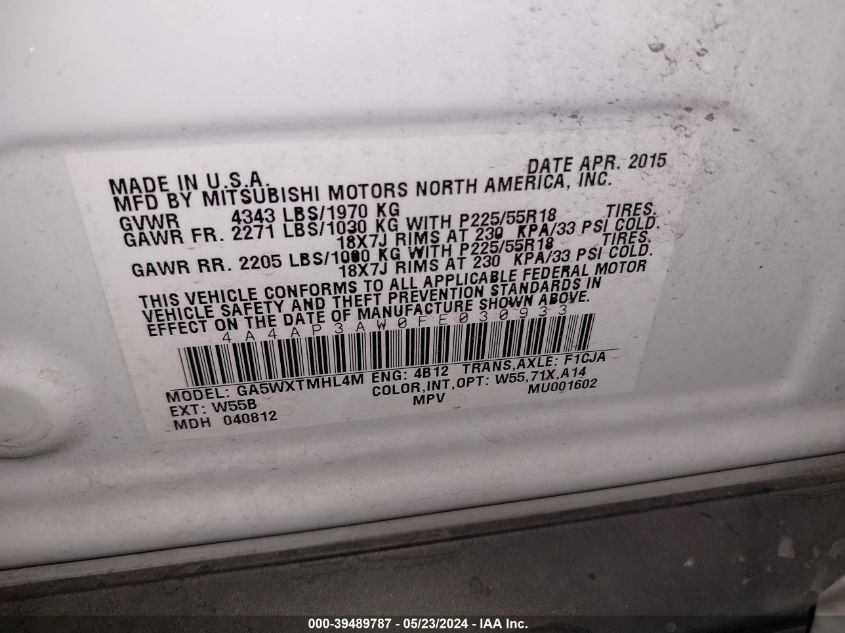 MADE IN U.S.A. DATE APR. 2015
MFD BY MITSUBISHI MOTORS NORTH AMERICA, INC.
GVWR 4343 LBS/1970 KG
GAWR FR. 2271 LBS/1030 KG WITH P225/55R18 TIRES.
18X7J RIMS AT 230 KPA/33 PSI COLD.
GAWR RR. 2205 LBS/1000 KG WITH P225/55R18 TIRES.
18X7J RIMS AT 230 KPA/33 PSI COLD.
THIS VEHICLE CONFORMS TO ALL APPLICABLE FEDERAL MOTOR
VEHICLE SAFETY AND THEFT PREVENTION STANDARDS IN
EFFECT ON THE DATE OF MANUFACTURE SHOWN ABOVE.
4A4AP3AW0FE030933
MODEL: GA5WXTMHL4M ENG: 4B12 TRANS,AXLE: F1CJA
EXT: W55B COLOR,INT,OPT: W55,71X,A14
MDH 040812 MPV MU001602
000-39489787 - 05/23/2024 - IAA Inc.